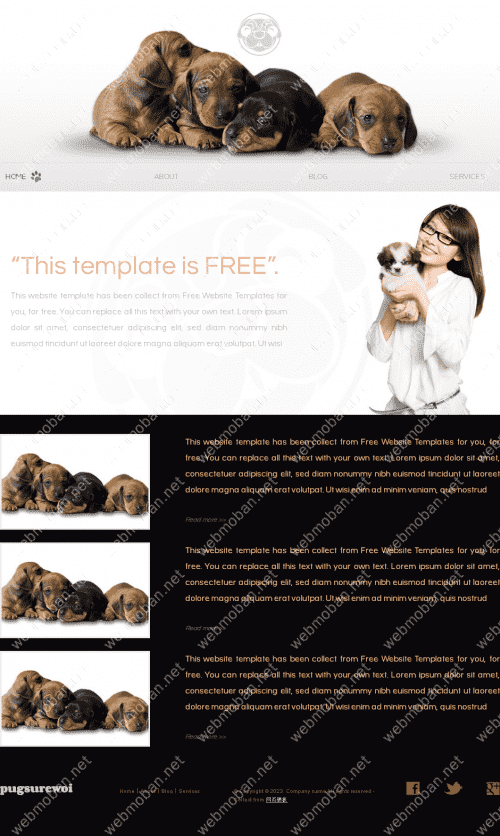 HOME
ABOUT
BLOG
SERVICES
“This template is FREE”.
This website template has been collect from Free Website Templates for
you, for free. You can replace all this text with your own text. Lorem ipsum
dolor sit amet, consectetuer adipiscing elit, sed diam nonummy nibh
euismod tincidunt ut laoreet dolore magna aliquam erat volutpat. Ut wisi
This website template has been collect from Free Website Templates for you, for
free. You can replace all this text with your own text. Lorem ipsum dolor sit amet,
consectetuer adipiscing elit, sed diam nonummy nibh euismod tincidunt ut laoreet
dolore magna aliquam erat volutpat. Ut wisi enim ad minim veniam, quis nostrud
Read more >>
This website template has been collect from Free Website Templates for you, for
free. You can replace all this text with your own text. Lorem ipsum dolor sit amet,
consectetuer adipiscing elit, sed diam nonummy nibh euismod tincidunt ut laoreet
dolore magna aliquam erat volutpat. Ut wisi enim ad minim veniam, quis nostrud
Read more >>
This website template has been collect from Free Website Templates for you, for
free. You can replace all this text with your own text. Lorem ipsum dolor sit amet,
consectetuer adipiscing elit, sed diam nonummy nibh euismod tincidunt ut laoreet
dolore magna aliquam erat volutpat. Ut wisi enim ad minim veniam, quis nostrud
Read more >>
pugsurewoi
Home | About | Blog | Services
Copyright © 2023. Company name All rights reserved -
webmoban.net